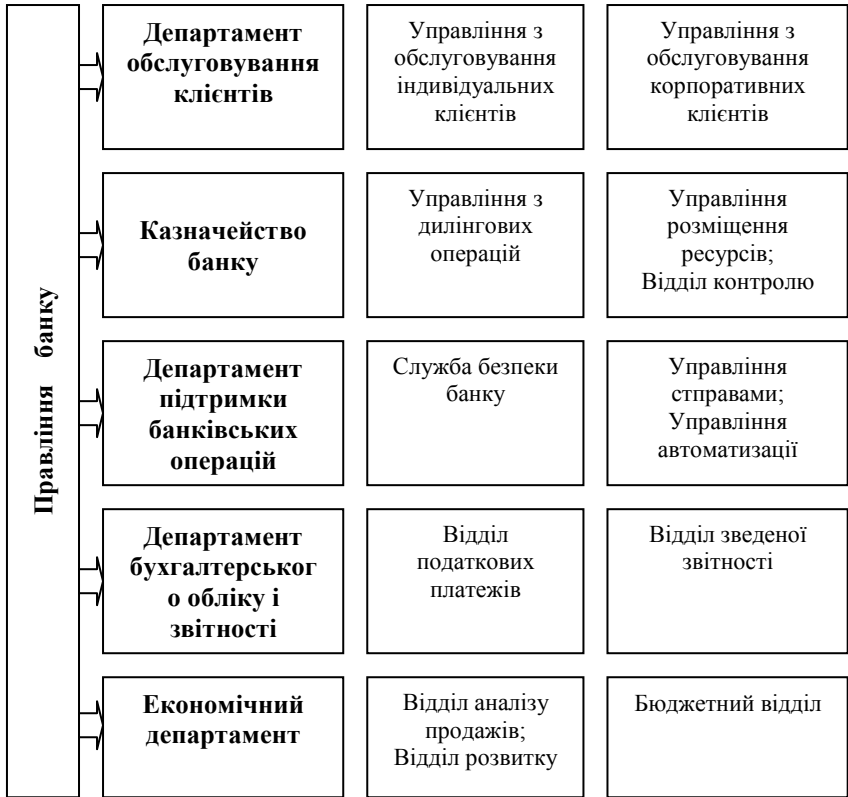 Правління банку
Департамент
обслуговування
клієнтів
Управління з
обслуговування
індивідуальних
клієнтів
Управління з
обслуговування
корпоративних
клієнтів
Казначейство
банку
Управління з
дилінгових
операцій
Управління
розміщення
ресурсів;
Відділ контролю
Департамент
підтримки
банківських
операцій
Служба безпеки
банку
Управління
стправами;
Управління
автоматизації
Департамент
бухгалтерськог
о обліку і
звітності
Відділ
податкових
платежів
Відділ зведеної
звітності
Економічний
департамент
Відділ аналізу
продажів;
Відділ розвитку
Бюджетний відділ